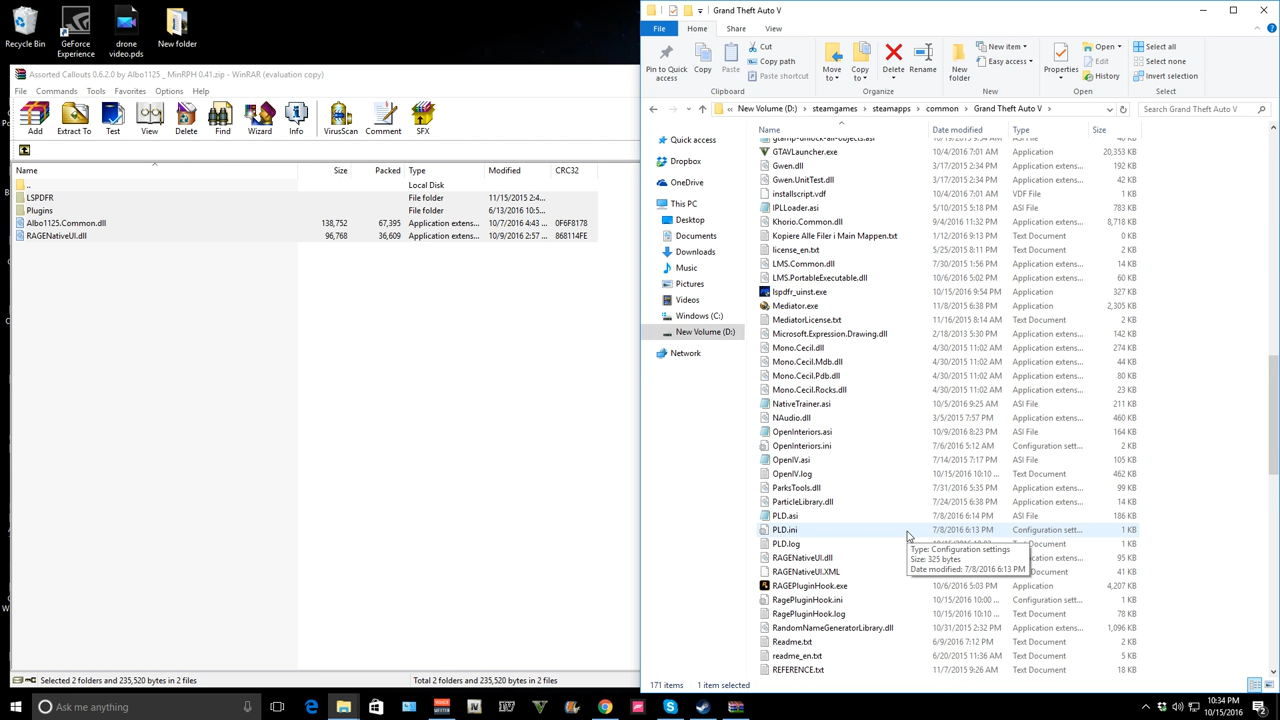 Recycle Bin
GeForce Experience
drone video.pds
New folder
Assorted Callouts 0.6.2.0 by Albo1125 _ MinRPH 0.41.zip - WinRAR (evaluation copy)
File Commands Tools Favorites Options Help
Add Extract To Test View Delete Find Wizard Info VirusScan Comment SFX
Name Size Packed Type Modified CRC32
.. Local Disk
LSPDFR File folder 11/15/2015 2:4...
Plugins File folder 6/13/2016 10:5...
Albo1125.Common.dll 138,752 67,395 Application extens... 10/7/2016 4:43 ... 0F6F8178
RAGENativeUI.dll 96,768 36,609 Application extens... 10/9/2016 2:57 ... 868114FE
Selected 2 folders and 235,520 bytes in 2 files
Total 2 folders and 235,520 bytes in 2 files
Grand Theft Auto V
File Home Share View
Pin to Quick access
Copy
Paste
Cut
Copy path
Paste shortcut
Move to
Copy to
Delete
Rename
New folder
New item
Easy access
Properties
Open
Edit
History
Select all
Select none
Invert selection
Clipboard
Organize New Open Select
New Volume (D:) steamgames steamapps common Grand Theft Auto V
Search Grand Theft Auto V
Quick access
Dropbox
OneDrive
This PC
Desktop
Documents
Downloads
Music
Pictures
Videos
Windows (C:)
New Volume (D:)
Network
Name Date modified Type Size
GTAVLauncher.exe 10/4/2016 7:01 AM Application 20,353 KB
Gwen.dll 3/17/2015 2:34 PM Application extens... 192 KB
Gwen.UnitTest.dll 3/17/2015 2:34 PM Application extens... 42 KB
installscript.vdf 10/4/2016 7:01 AM VDF File 1 KB
IPLLoader.asi 5/10/2015 5:18 PM ASI File 783 KB
Khorio.Common.dll 9/4/2016 11:32 PM Application extens... 8,718 KB
Kopiere Alle Filer i Main Mappen.txt 1/12/2016 9:13 PM Text Document 0 KB
license_en.txt 5/25/2015 8:11 PM Text Document 2 KB
LMS.Common.dll 7/30/2015 1:56 PM Application extens... 14 KB
LMS.PortableExecutable.dll 10/6/2016 5:02 PM Application extens... 60 KB
lspdfr_uinst.exe 10/15/2016 9:54 PM Application 327 KB
Mediator.exe 11/8/2015 6:38 PM Application 2,305 KB
MediatorLicense.txt 11/16/2015 8:14 AM Text Document 2 KB
Microsoft.Expression.Drawing.dll 2/18/2013 5:30 PM Application extens... 142 KB
Mono.Cecil.dll 4/30/2015 11:02 AM Application extens... 274 KB
Mono.Cecil.Mdb.dll 4/30/2015 11:02 AM Application extens... 44 KB
Mono.Cecil.Pdb.dll 4/30/2015 11:02 AM Application extens... 80 KB
Mono.Cecil.Rocks.dll 4/30/2015 11:02 AM Application extens... 24 KB
NativeTrainer.asi 10/5/2016 9:25 AM ASI File 211 KB
NAudio.dll 3/5/2015 7:57 PM Application extens... 460 KB
OpenInteriors.asi 10/9/2016 8:23 PM ASI File 164 KB
OpenInteriors.ini 7/6/2016 5:12 AM Configuration sett... 2 KB
OpenIV.asi 7/14/2015 7:17 PM ASI File 105 KB
OpenIV.log 10/15/2016 10:10 ... Text Document 462 KB
ParksTools.dll 7/31/2016 5:35 PM Application extens... 99 KB
ParticleLibrary.dll 7/24/2015 6:38 PM Application extens... 14 KB
PLD.asi 7/8/2016 6:14 PM ASI File 186 KB
PLD.ini 7/8/2016 6:13 PM Configuration sett... 1 KB
PLD.log Text Document 1 KB
Type: Configuration settings
Size: 325 bytes
Date modified: 7/8/2016 6:13 PM
RAGENativeUI.dll Application extens... 95 KB
RAGENativeUI.XML Document 41 KB
RAGEPluginHook.exe 10/6/2016 5:03 PM Application 4,207 KB
RagePluginHook.ini 10/15/2016 10:00 ... Configuration sett... 1 KB
RagePluginHook.log 10/15/2016 10:10 ... Text Document 78 KB
RandomNameGeneratorLibrary.dll 10/31/2015 2:32 PM Application extens... 1,096 KB
Readme.txt 6/9/2016 7:12 PM Text Document 2 KB
readme_en.txt 6/20/2015 11:36 AM Text Document 5 KB
REFERENCE.txt 11/7/2015 9:26 AM Text Document 18 KB
171 items 1 item selected
Ask me anything
10:34 PM
10/15/2016